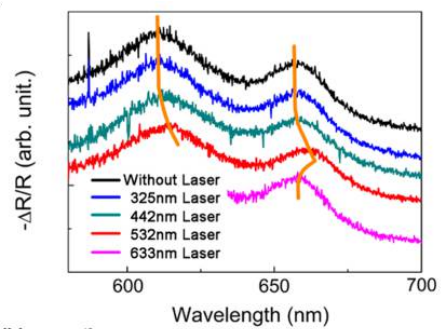 -ΔR/R (arb. unit.)
Without Laser
325nm Laser
442nm Laser
532nm Laser
633nm Laser
600
650
700
Wavelength (nm)